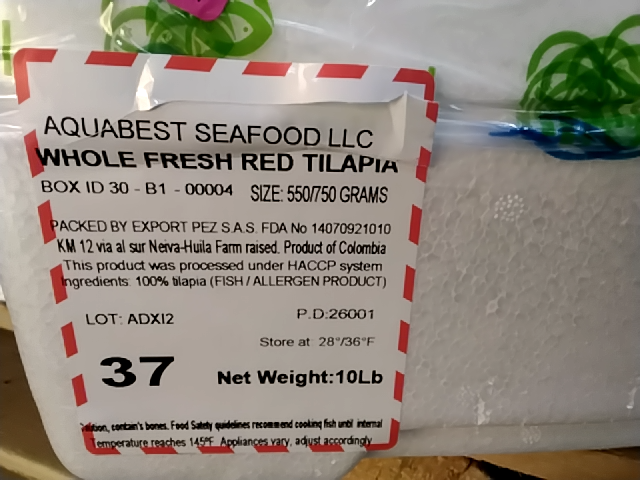 AQUABEST SEAFOOD LLC
WHOLE FRESH RED TILAPIA
BOX ID 30 - B1 - 00004 SIZE: 550/750 GRAMS
PACKED BY EXPORT PEZ S.A.S. FDA No 14070921010
KM 12 via al sur Neiva-Huila Farm raised. Product of Colombia
This product was processed under HACCP system
Ingredients: 100% tilapia (FISH / ALLERGEN PRODUCT)
LOT: ADXI2 P.D:26001
Store at: 28°/36°F
37 Net Weight:10Lb
contain's bones. Food Safety guidelines recommend cooking fish until internal
Temperature reaches 145ºF. Appliances vary, adjust accordingly